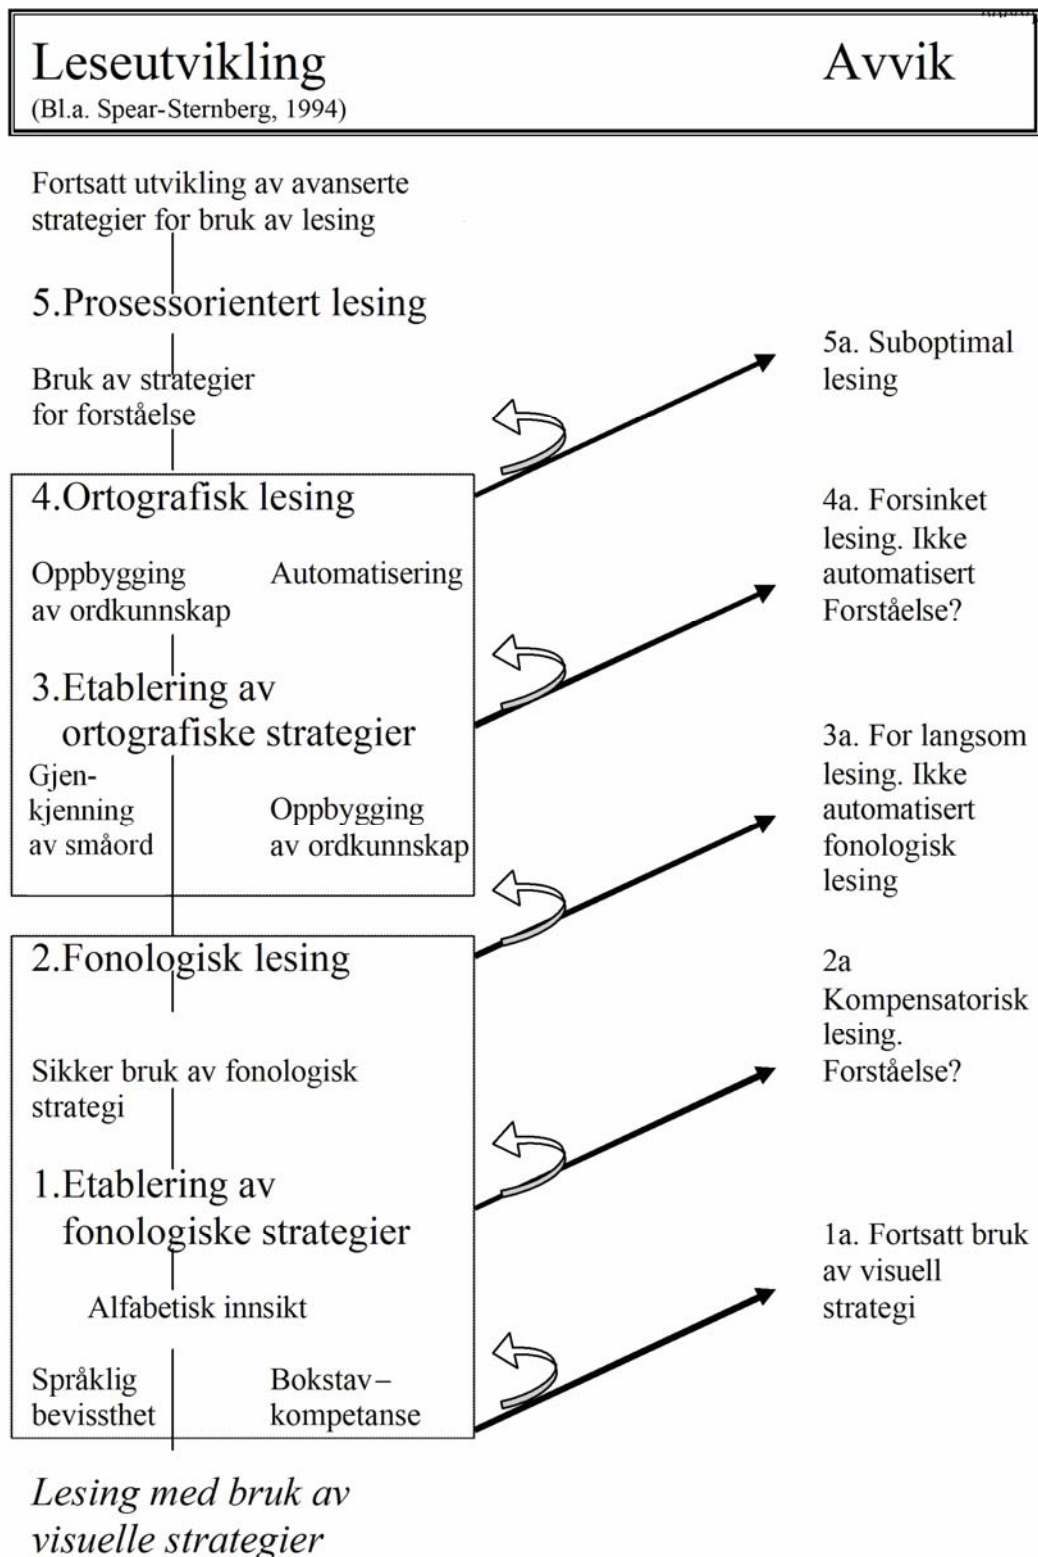 Leseutvikling
Avvik
(Bl.a. Spear-Sternberg, 1994)
Fortsatt utvikling av avanserte
strategier for bruk av lesing
5.Prosessorientert lesing
Bruk av strategier
for forståelse
5a. Suboptimal
lesing
4.Ortografisk lesing
Oppbygging
av ordkunnskap
Automatisering
4a. Forsinket
lesing. Ikke
automatisert
Forståelse?
3.Etablering av
ortografiske strategier
Gjen-
kjenning
av småord
Oppbygging
av ordkunnskap
3a. For langsom
lesing. Ikke
automatisert
fonologisk
lesing
2.Fonologisk lesing
Sikker bruk av fonologisk
strategi
2a
Kompensatorisk
lesing.
Forståelse?
1.Etablering av
fonologiske strategier
Alfabetisk innsikt
Språklig
bevissthet
Bokstav–
kompetanse
1a. Fortsatt bruk
av visuell
strategi
Lesing med bruk av
visuelle strategier